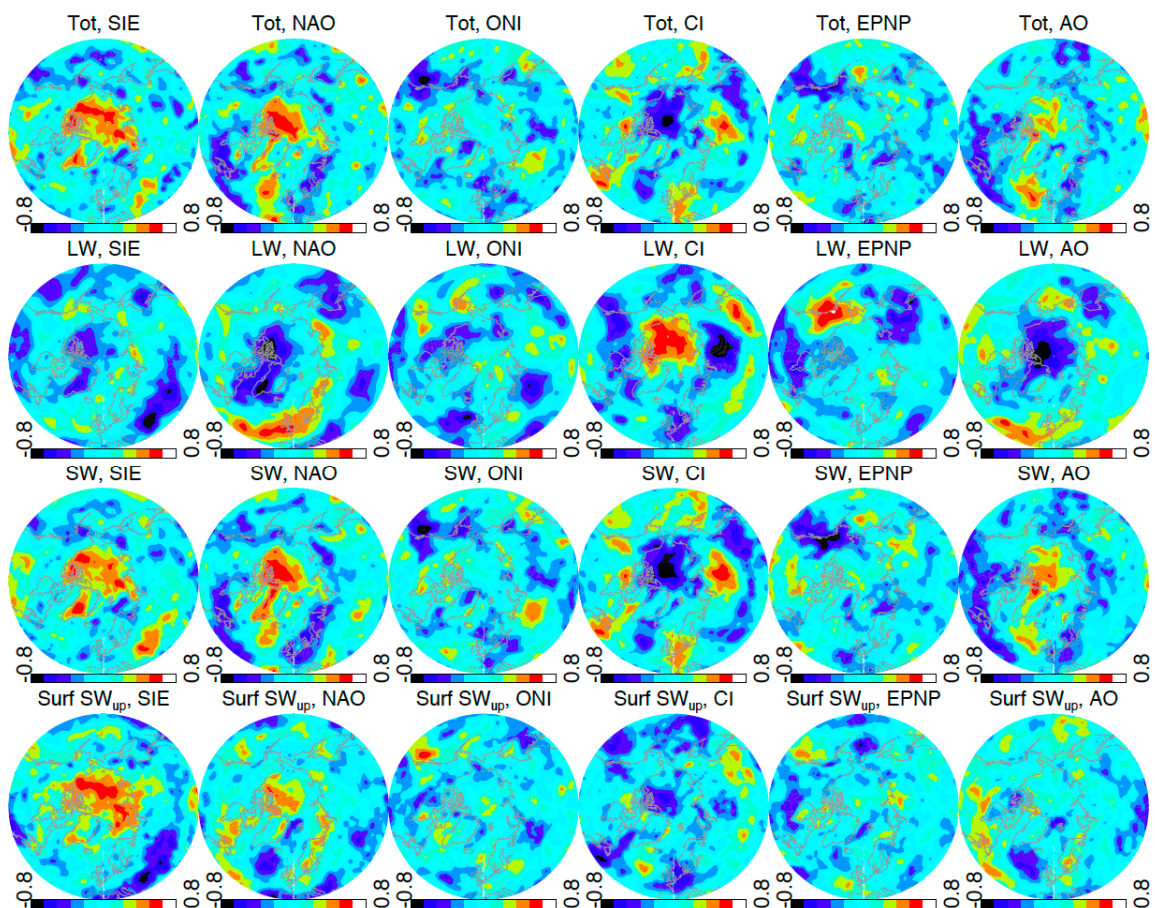 Tot, SIE Tot, NAO Tot, ONI Tot, CI Tot, EPNP Tot, AO
-0.8 0.8 -0.8 0.8 -0.8 0.8 -0.8 0.8 -0.8 0.8 -0.8 0.8
LW, SIE LW, NAO LW, ONI LW, CI LW, EPNP LW, AO
-0.8 0.8 -0.8 0.8 -0.8 0.8 -0.8 0.8 -0.8 0.8 -0.8 0.8
SW, SIE SW, NAO SW, ONI SW, CI SW, EPNP SW, AO
-0.8 0.8 -0.8 0.8 -0.8 0.8 -0.8 0.8 -0.8 0.8 -0.8 0.8
Surf SWup, SIE Surf SWup, NAO Surf SWup, ONI Surf SWup, CI Surf SWup, EPNP Surf SWup, AO
-0.8 0.8 -0.8 0.8 -0.8 0.8 -0.8 0.8 -0.8 0.8 -0.8 0.8